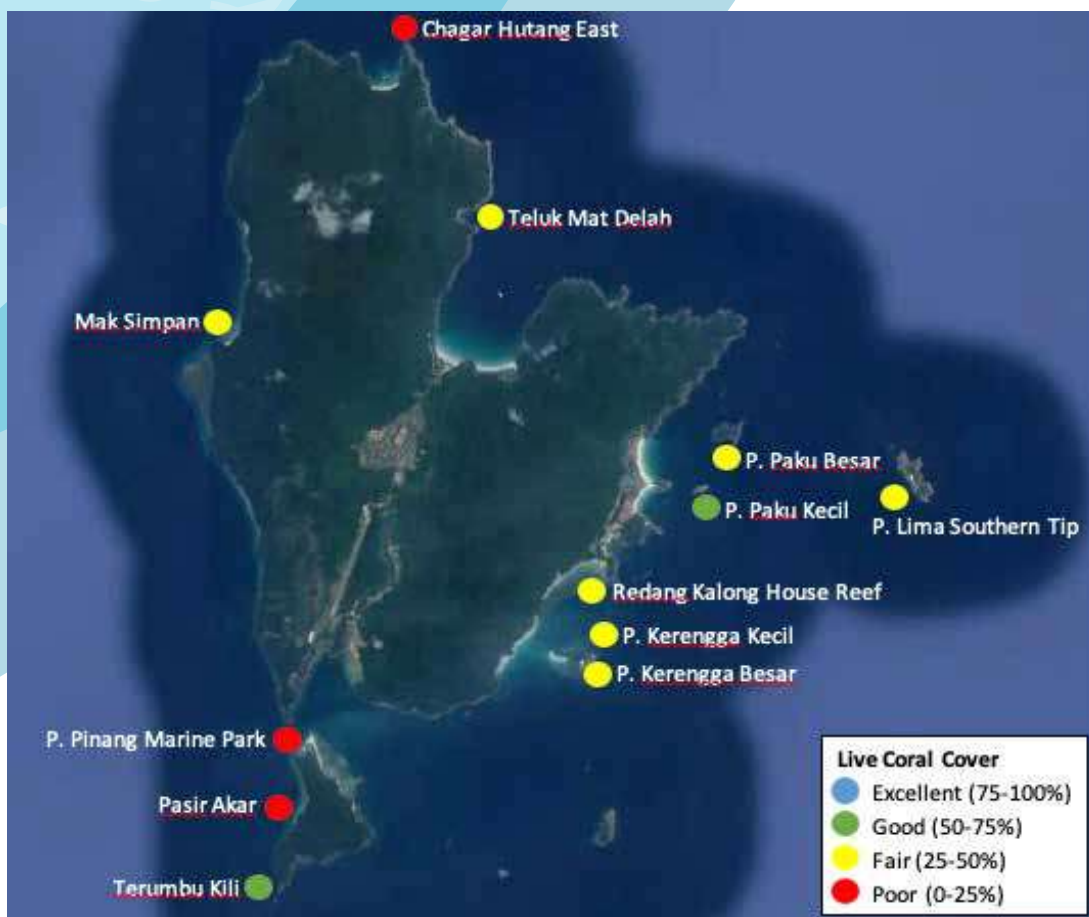 Chagar Hutang East
Teluk Mat Delah
Mak Simpan
P. Paku Besar
P. Paku Kecil
P. Lima Southern Tip
Redang Kalong House Reef
P. Kerengga Kecil
P. Kerengga Besar
P. Pinang Marine Park
Pasir Akar
Terumbu Kili
Live Coral Cover
Excellent (75-100%)
Good (50-75%)
Fair (25-50%)
Poor (0-25%)